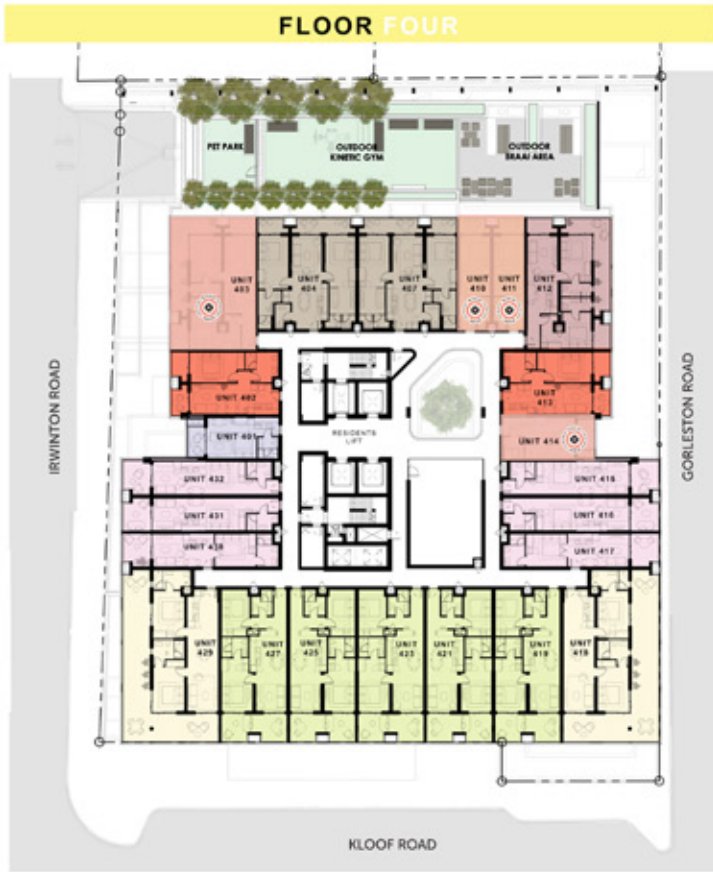 FLOOR FOUR
PET PARK
OUTDOOR
KINETIC GYM
OUTDOOR
BRAAI AREA
UNIT
403
UNIT
404
UNIT
407
UNIT
410
UNIT
411
UNIT
412
UNIT 402
UNIT
413
UNIT 401
RESIDENTS
LIFT
UNIT 414
UNIT 432
UNIT 415
UNIT 431
UNIT 416
UNIT
UNIT 417
UNIT
429
UNIT
427
UNIT
425
UNIT
423
UNIT
421
UNIT
419
UNIT
418
IRWINTON ROAD
GORLESTON ROAD
KLOOF ROAD